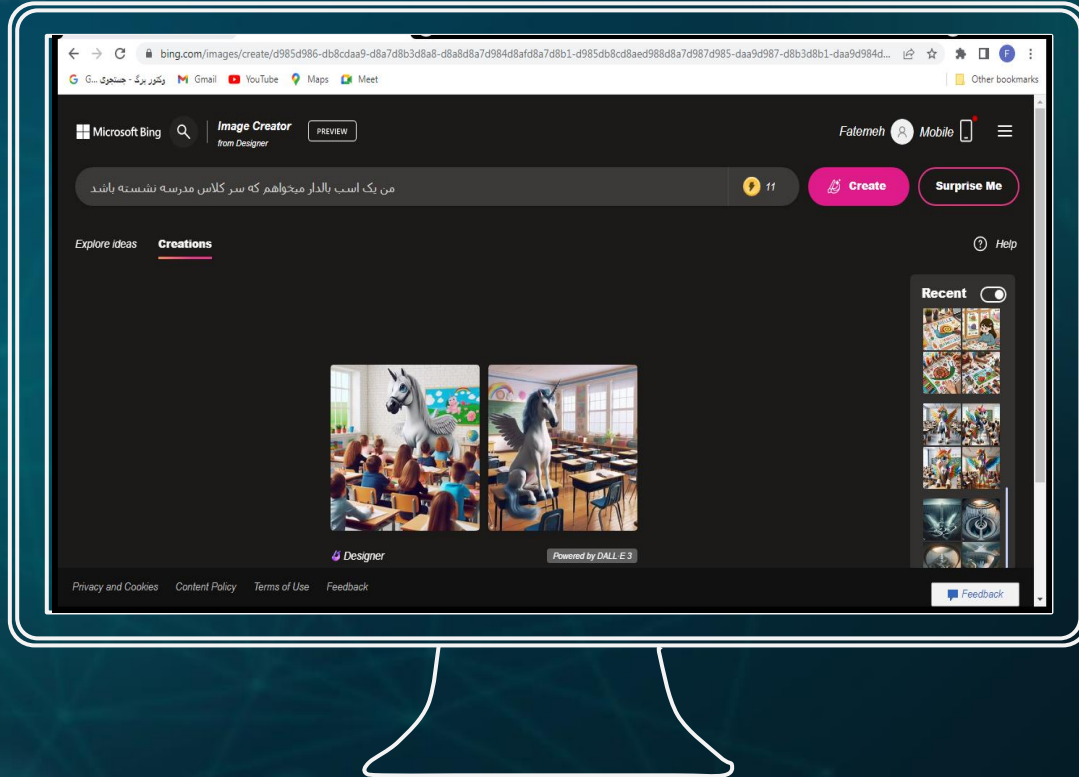 bing.com/images/create/d985d986-db8cdaa9-d8a7d8b3d8a8-d8a8d8a7d984d8afd8a7d8b1-d985db8cd8aed988d8a7d987d985-daa9d987-d8b3d8b1-daa9d984d... F
G G... وکتور برگ - جستجوی Gmail YouTube Maps Meet Other bookmarks
Microsoft Bing Image Creator PREVIEW Fatemeh Mobile
from Designer
من یک اسب بالدار میخواهم که سر کلاس مدرسه نشسته باشد 11 Create Surprise Me
Explore ideas Creations Help
Recent
Designer Powered by DALL·E 3
Privacy and Cookies Content Policy Terms of Use Feedback
Feedback